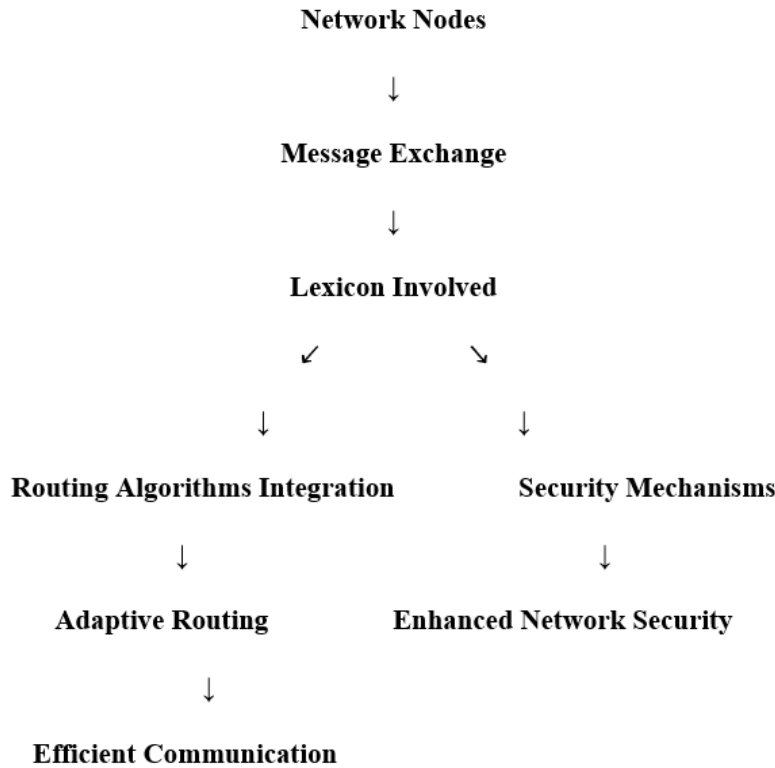 Network Nodes
↓
Message Exchange
↓
Lexicon Involved
↙ ↘
↓ ↓
Routing Algorithms Integration Security Mechanisms
↓ ↓
Adaptive Routing Enhanced Network Security
↓
Efficient Communication